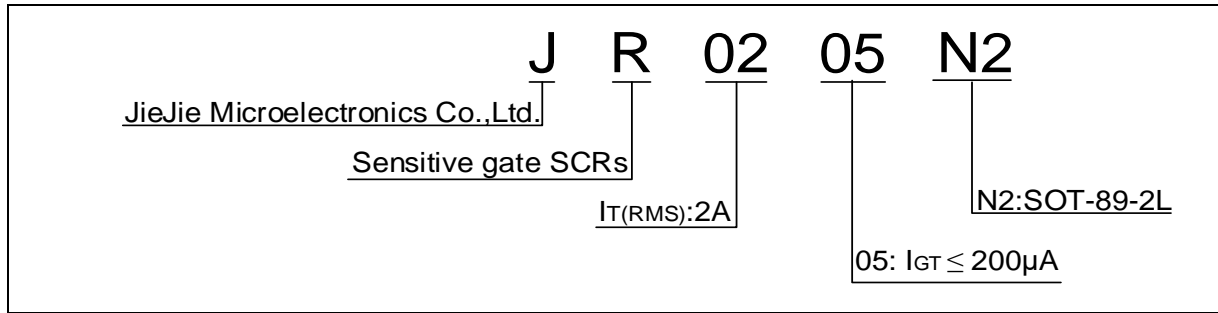 J R 02 05 N2
JieJie Microelectronics Co.,Ltd.
Sensitive gate SCRs
IT(RMS):2A
N2:SOT-89-2L
05: IGT ≤ 200μA